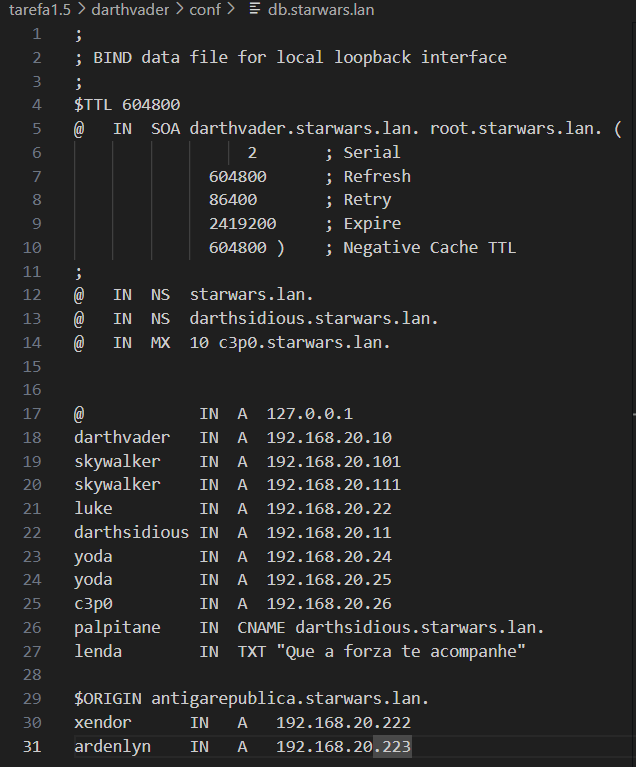 tarefa1.5 > darthvader > conf > db.starwars.lan
1 ;
2 ; BIND data file for local loopback interface
3 ;
4 $TTL 604800
5 @ IN SOA darthvader.starwars.lan. root.starwars.lan. (
6 2 ; Serial
7 604800 ; Refresh
8 86400 ; Retry
9 2419200 ; Expire
10 604800 ) ; Negative Cache TTL
11 ;
12 @ IN NS starwars.lan.
13 @ IN NS darthsidious.starwars.lan.
14 @ IN MX 10 c3p0.starwars.lan.
15
16
17 @ IN A 127.0.0.1
18 darthvader IN A 192.168.20.10
19 skywalker IN A 192.168.20.101
20 skywalker IN A 192.168.20.111
21 luke IN A 192.168.20.22
22 darthsidious IN A 192.168.20.11
23 yoda IN A 192.168.20.24
24 yoda IN A 192.168.20.25
25 c3p0 IN A 192.168.20.26
26 palpitane IN CNAME darthsidious.starwars.lan.
27 lenda IN TXT "Que a forza te acompanhe"
28
29 $ORIGIN antigarepublica.starwars.lan.
30 xendor IN A 192.168.20.222
31 ardenlyn IN A 192.168.20.223